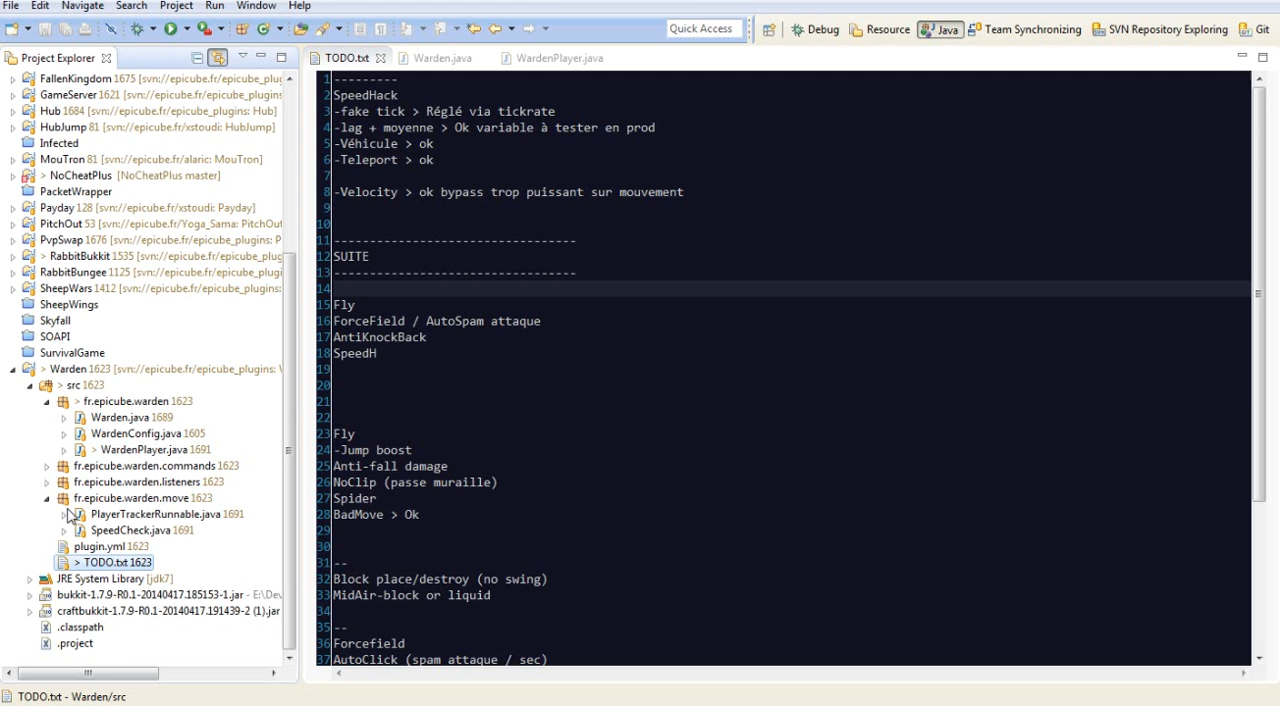 File Edit Navigate Search Project Run Window Help
Quick Access
Debug Resource Java Team Synchronizing SVN Repository Exploring Git
Project Explorer
TODO.txt Warden.java WardenPlayer.java
FallenKingdom 1675 [svn://epicube.fr/epicube_plug
GameServer 1621 [svn://epicube.fr/epicube_plugins:
Hub 1684 [svn://epicube.fr/epicube_plugins: Hub]
HubJump 81 [svn://epicube.fr/xstoudi: HubJump]
Infected
MouTron 81 [svn://epicube.fr/alaric: MouTron]
> NoCheatPlus [NoCheatPlus master]
PacketWrapper
Payday 128 [svn://epicube.fr/xstoudi: Payday]
PitchOut 53 [svn://epicube.fr/Yoga_Sama: PitchOut
PvpSwap 1676 [svn://epicube.fr/epicube_plugins: P
> RabbitBukkit 1535 [svn://epicube.fr/epicube_plug
RabbitBungee 1125 [svn://epicube.fr/epicube_plugi
SheepWars 1412 [svn://epicube.fr/epicube_plugins:
SheepWings
Skyfall
SOAPI
SurvivalGame
> Warden 1623 [svn://epicube.fr/epicube_plugins:
> src 1623
> fr.epicube.warden 1623
Warden.java 1689
WardenConfig.java 1605
> WardenPlayer.java 1691
fr.epicube.warden.commands 1623
fr.epicube.warden.listeners 1623
fr.epicube.warden.move 1623
PlayerTrackerRunnable.java 1691
SpeedCheck.java 1691
plugin.yml 1623
> TODO.txt 1623
JRE System Library [jdk7]
bukkit-1.7.9-R0.1-20140417.185153-1.jar - E:\Dev
craftbukkit-1.7.9-R0.1-20140417.191439-2 (1).jar
.classpath
.project
1 ---------
2 SpeedHack
3 -fake tick > Réglé via tickrate
4 -lag + moyenne > Ok variable à tester en prod
5 -Véhicule > ok
6 -Teleport > ok
7
8 -Velocity > ok bypass trop puissant sur mouvement
9
10
11 ----------------------------------
12 SUITE
13 ----------------------------------
14
15 Fly
16 ForceField / AutoSpam attaque
17 AntiKnockBack
18 SpeedH
19
20
21
22
23 Fly
24 -Jump boost
25 Anti-fall damage
26 NoClip (passe muraille)
27 Spider
28 BadMove > Ok
29
30
31 --
32 Block place/destroy (no swing)
33 MidAir-block or liquid
34
35 --
36 Forcefield
37 AutoClick (spam attaque / sec)
TODO.txt - Warden/src